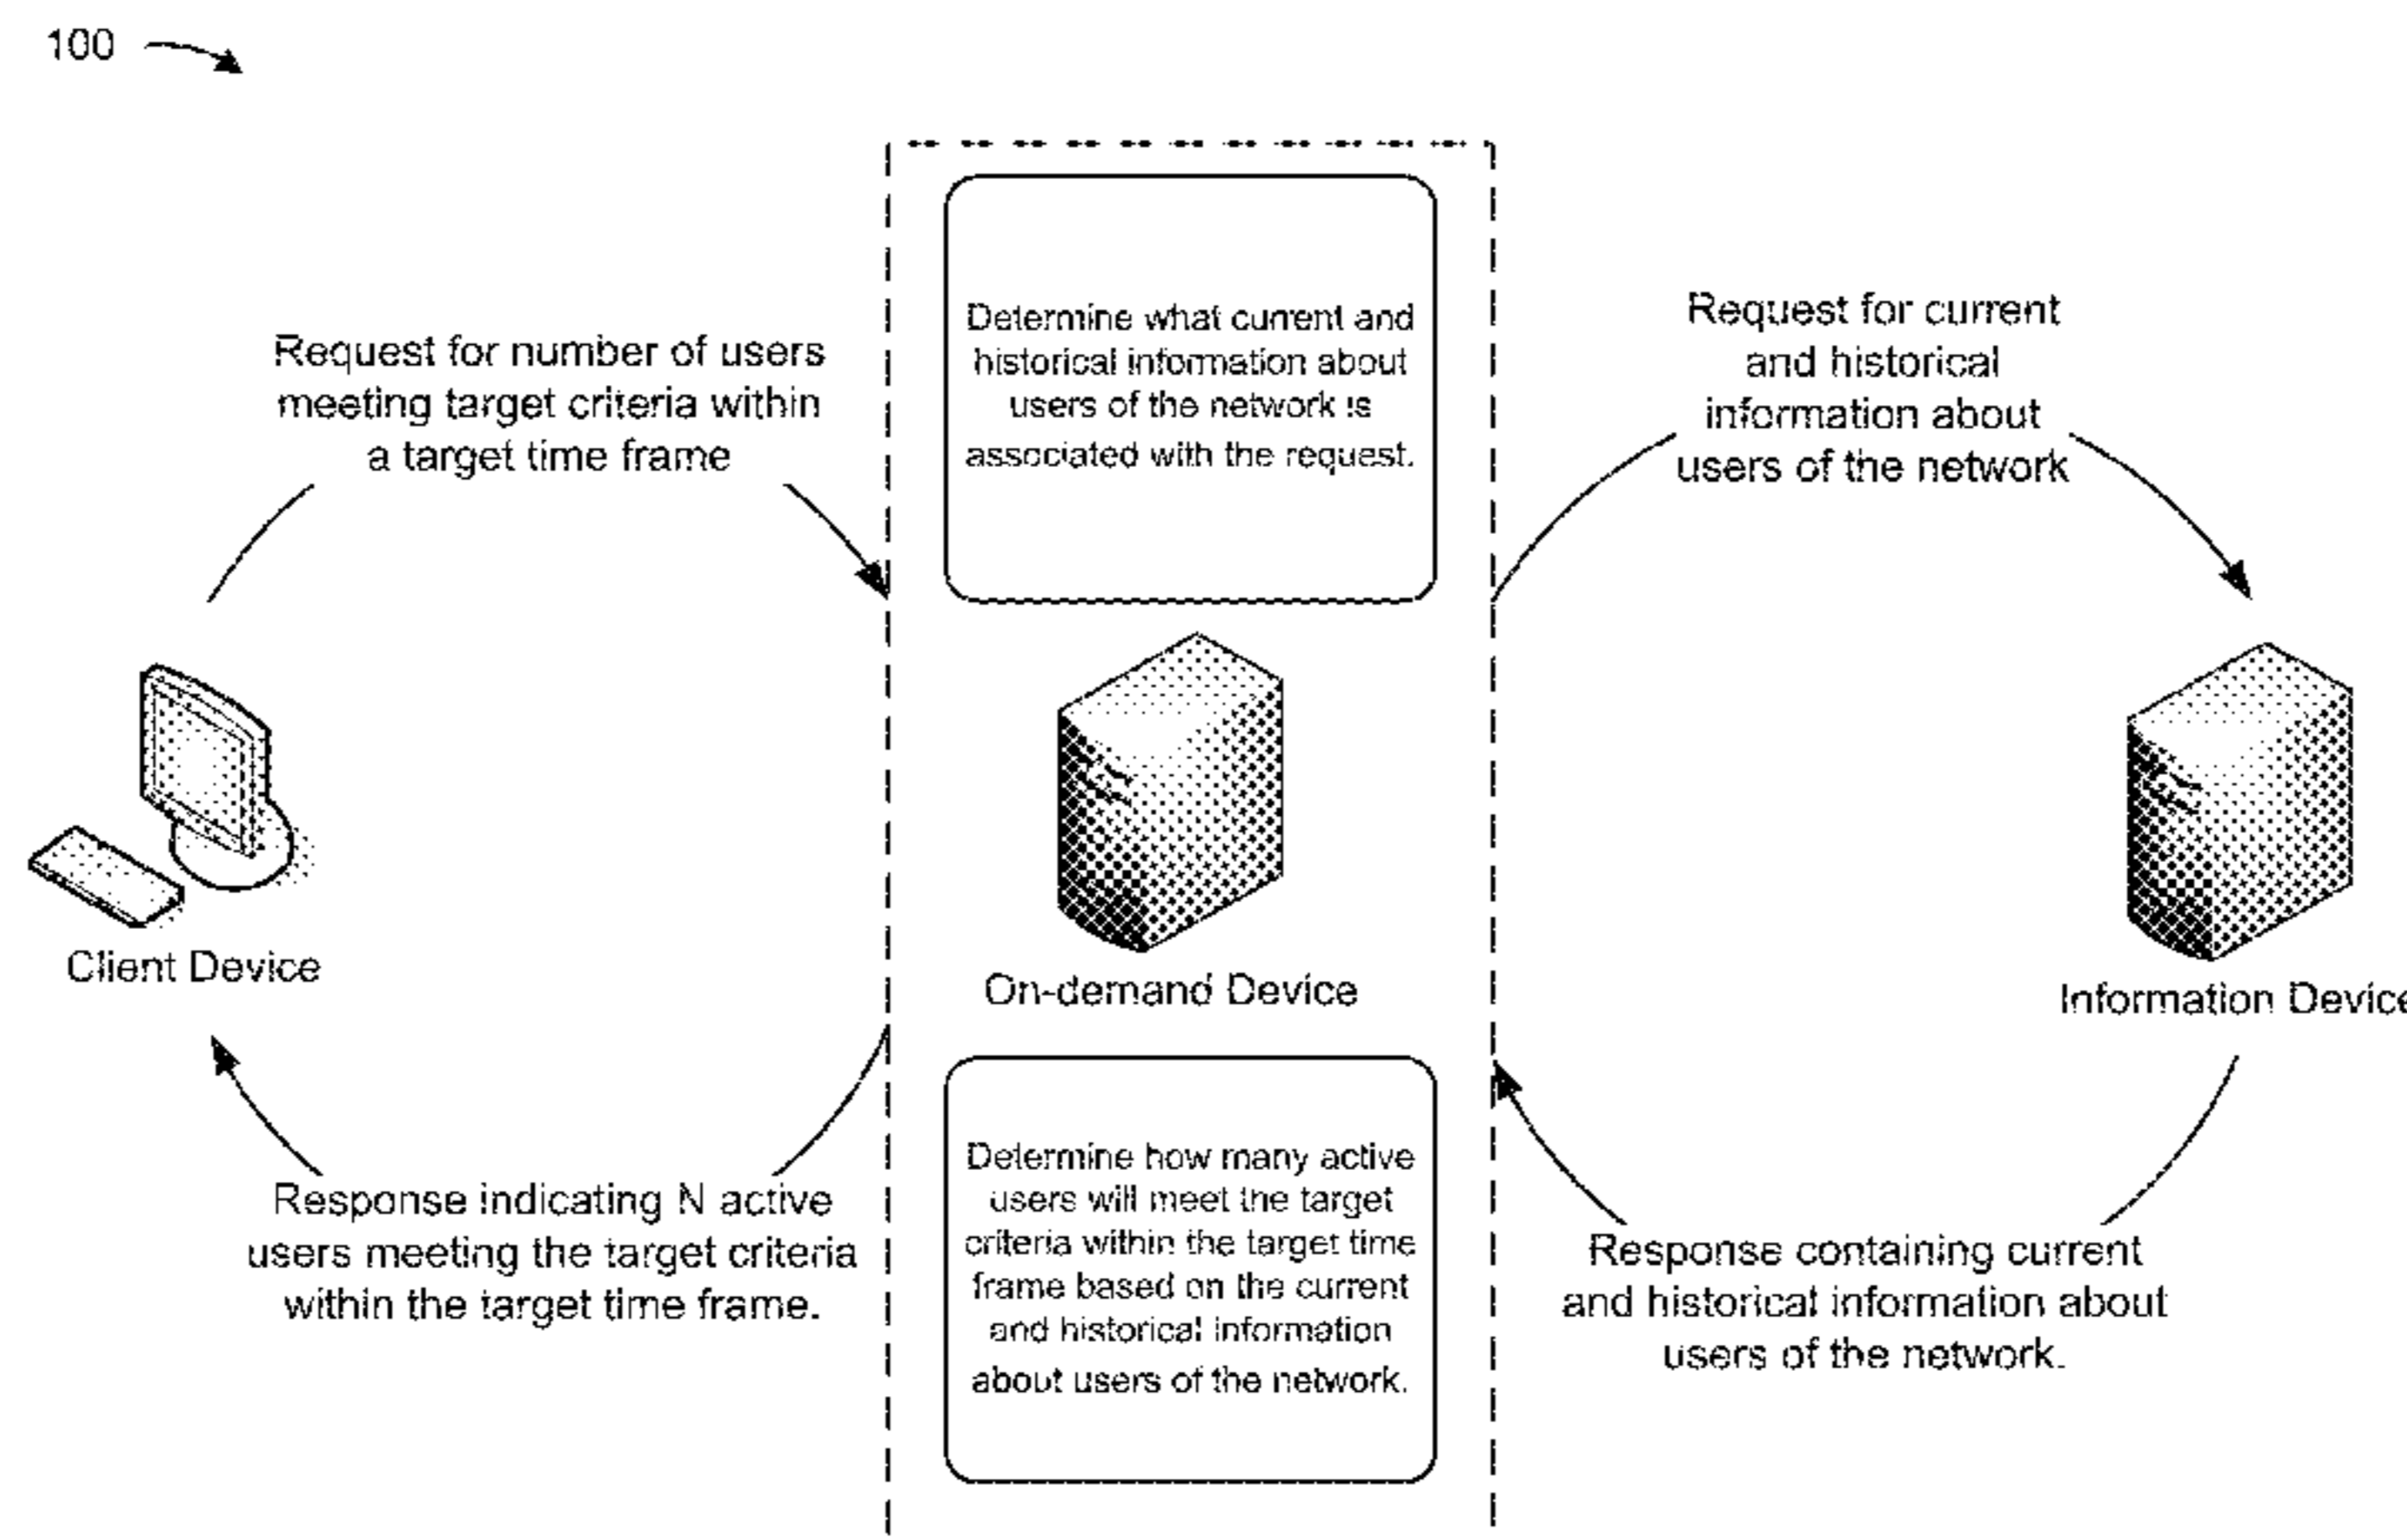 100
Request for number of users
meeting target criteria within
a target time frame
Determine what current and
historical information about
users of the network is
associated with the request.
Request for current
and historical
information about
users of the network
Client Device
On-demand Device
Information Device
Response indicating N active
users meeting the target criteria
within the target time frame.
Determine how many active
users will meet the target
criteria within the target time
frame based on the current
and historical information
about users of the network.
Response containing current
and historical information about
users of the network.